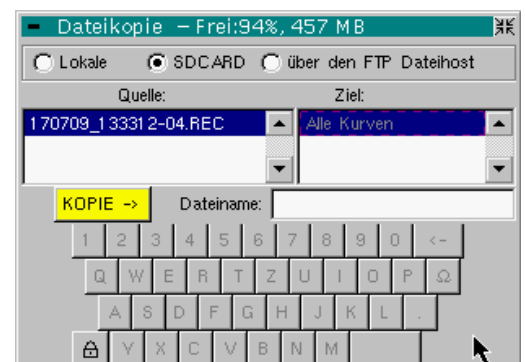 Dateikopie – Frei:94%, 457 MB
Lokale SDCARD über den FTP Dateihost
Quelle: Ziel:
170709_133312-04.REC Alle Kurven
KOPIE -> Dateiname:
1 2 3 4 5 6 7 8 9 0 <-
Q W E R T Z U I O P Ω
A S D F G H J K L .
Y X C V B N M